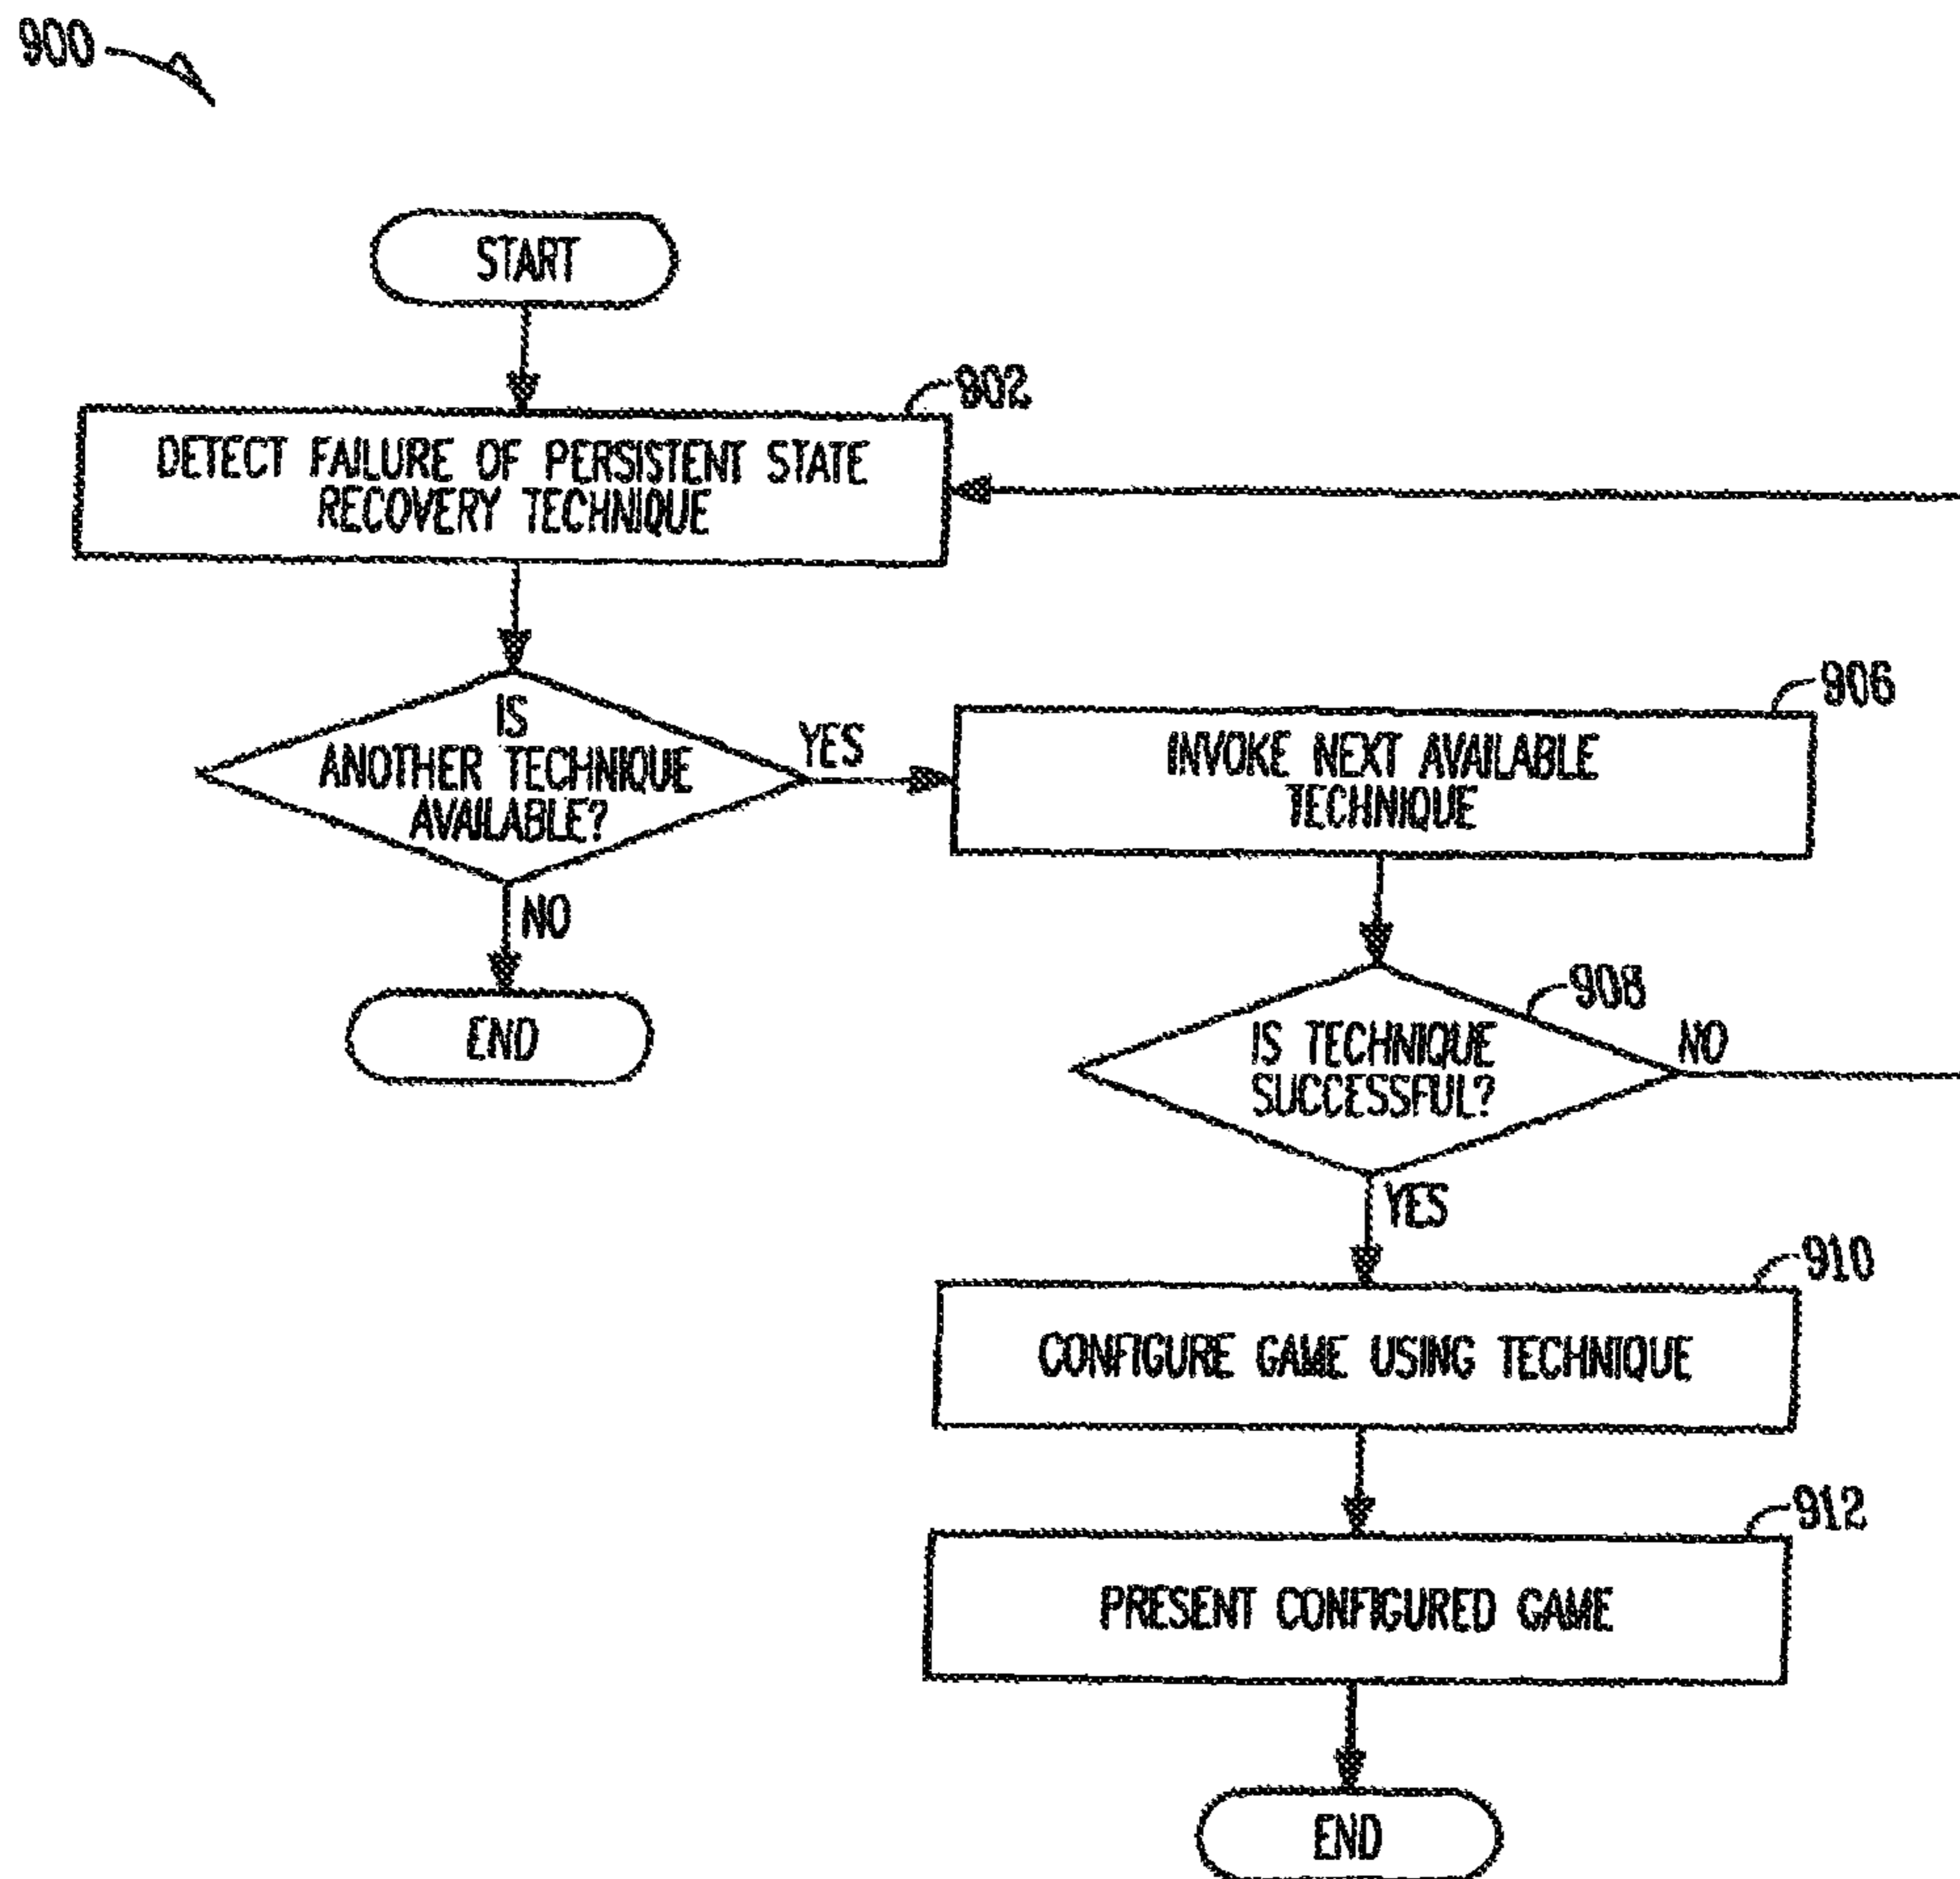 900
START
902
DETECT FAILURE OF PERSISTENT STATE
RECOVERY TECHNIQUE
IS
ANOTHER TECHNIQUE
AVAILABLE?
YES
NO
END
906
INVOKE NEXT AVAILABLE
TECHNIQUE
908
IS TECHNIQUE
SUCCESSFUL?
NO
YES
910
CONFIGURE GAME USING TECHNIQUE
912
PRESENT CONFIGURED GAME
END